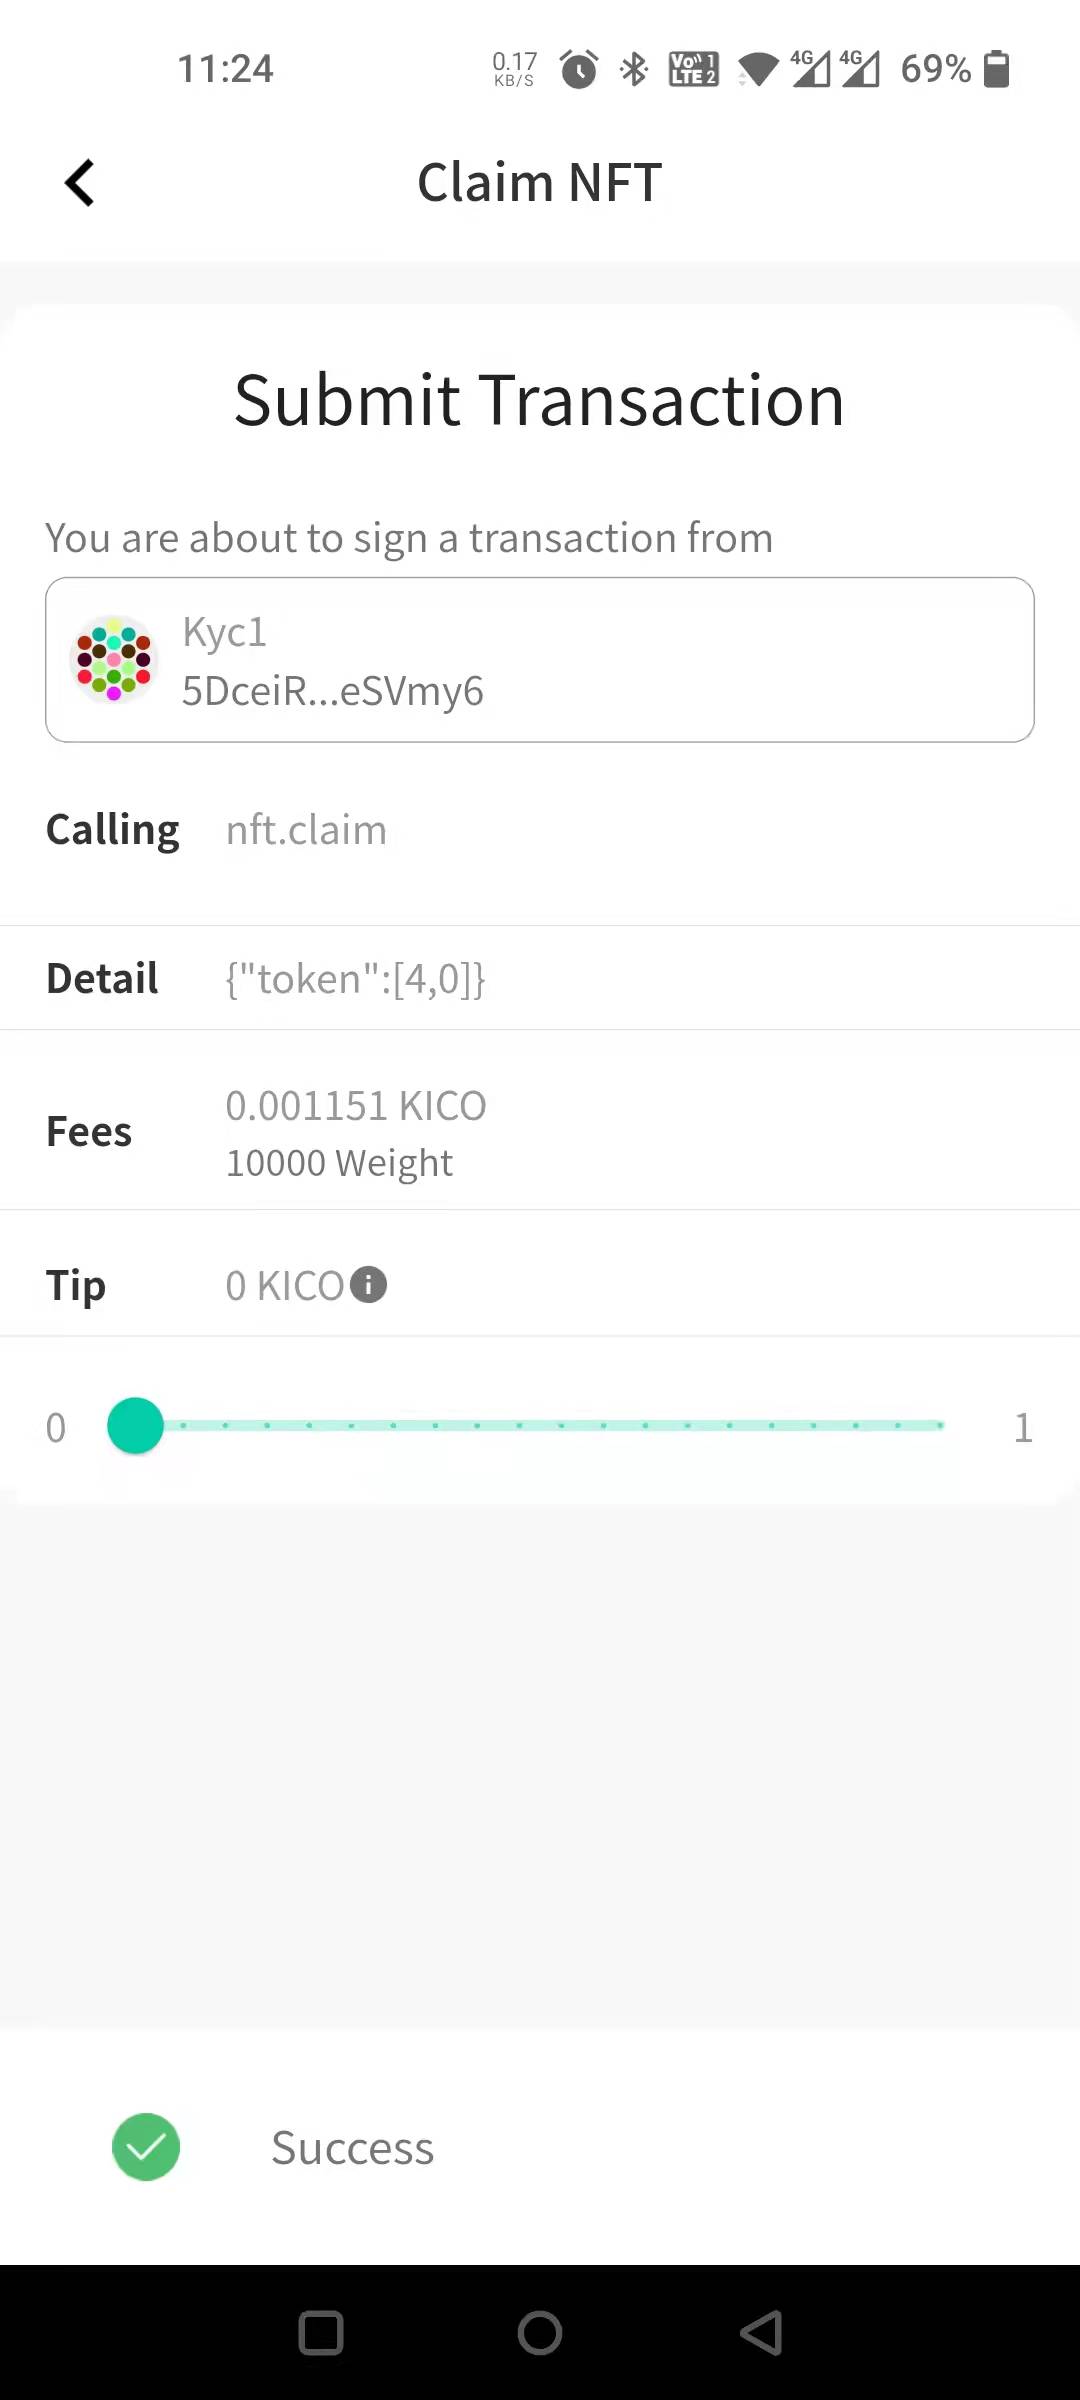 11:24 0.17 KB/S Vo LTE 1 2 4G 4G 69%
Claim NFT
Submit Transaction
You are about to sign a transaction from
Kyc1
5DceiR...eSVmy6
Calling nft.claim
Detail {"token":[4,0]}
Fees 0.001151 KICO
10000 Weight
Tip 0 KICO i
0 1
Success